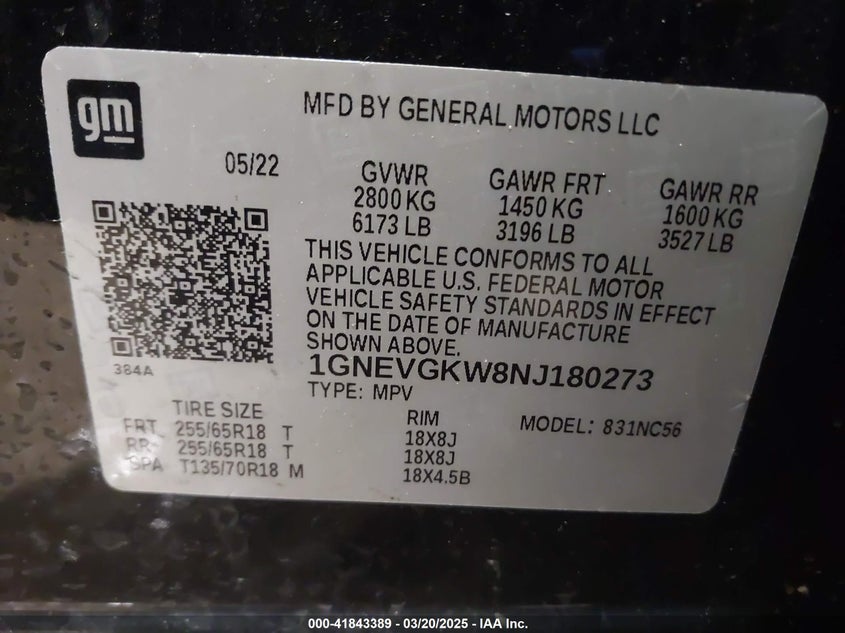 gm
MFD BY GENERAL MOTORS LLC
05/22
GVWR
2800 KG
6173 LB
GAWR FRT
1450 KG
3196 LB
GAWR RR
1600 KG
3527 LB
THIS VEHICLE CONFORMS TO ALL
APPLICABLE U.S. FEDERAL MOTOR
VEHICLE SAFETY STANDARDS IN EFFECT
ON THE DATE OF MANUFACTURE
SHOWN ABOVE.
384A
1GNEVGKW8NJ180273
TYPE: MPV
TIRE SIZE
RIM
MODEL: 831NC56
FRT 255/65R18 T 18X8J
RR 255/65R18 T 18X8J
SPA T135/70R18 M 18X4.5B
000-41843389 - 03/20/2025 - IAA Inc.